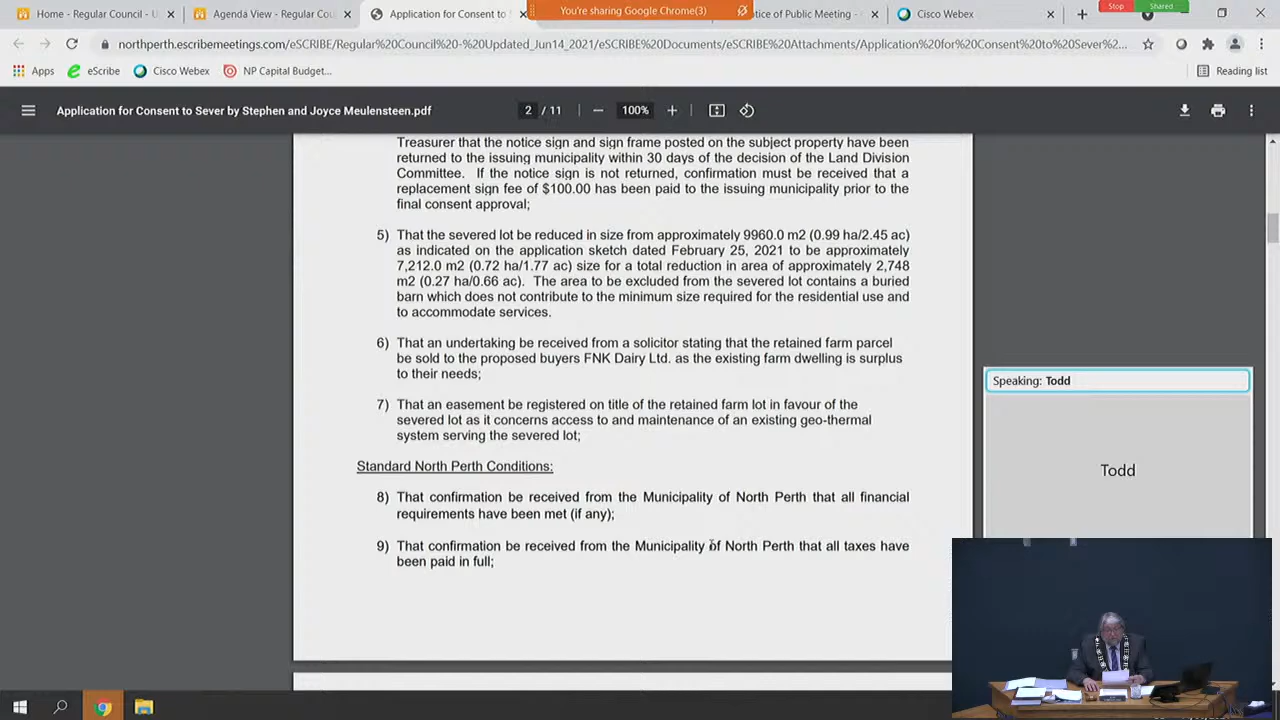 Home - Regular Council - U
Agenda View - Regular Cou
Application for Consent to
You're sharing Google Chrome(3)
tice of Public Meeting -
Cisco Webex
Stop
Shared
northperth.escribemeetings.com/eSCRIBE/Regular%20Council%20-%20Updated_Jun14_2021/eSCRIBE%20Documents/eSCRIBE%20Attachments/Application%20for%20Consent%20to%20Sever%2...
Apps
eScribe
Cisco Webex
NP Capital Budget...
Reading list
Application for Consent to Sever by Stephen and Joyce Meulensteen.pdf
2 / 11
100%
Treasurer that the notice sign and sign frame posted on the subject property have been
returned to the issuing municipality within 30 days of the decision of the Land Division
Committee. If the notice sign is not returned, confirmation must be received that a
replacement sign fee of $100.00 has been paid to the issuing municipality prior to the
final consent approval;
5) That the severed lot be reduced in size from approximately 9960.0 m2 (0.99 ha/2.45 ac)
as indicated on the application sketch dated February 25, 2021 to be approximately
7,212.0 m2 (0.72 ha/1.77 ac) size for a total reduction in area of approximately 2,748
m2 (0.27 ha/0.66 ac). The area to be excluded from the severed lot contains a buried
barn which does not contribute to the minimum size required for the residential use and
to accommodate services.
6) That an undertaking be received from a solicitor stating that the retained farm parcel
be sold to the proposed buyers FNK Dairy Ltd. as the existing farm dwelling is surplus
to their needs;
7) That an easement be registered on title of the retained farm lot in favour of the
severed lot as it concerns access to and maintenance of an existing geo-thermal
system serving the severed lot;
Standard North Perth Conditions:
8) That confirmation be received from the Municipality of North Perth that all financial
requirements have been met (if any);
9) That confirmation be received from the Municipality of North Perth that all taxes have
been paid in full;
Speaking: Todd
Todd